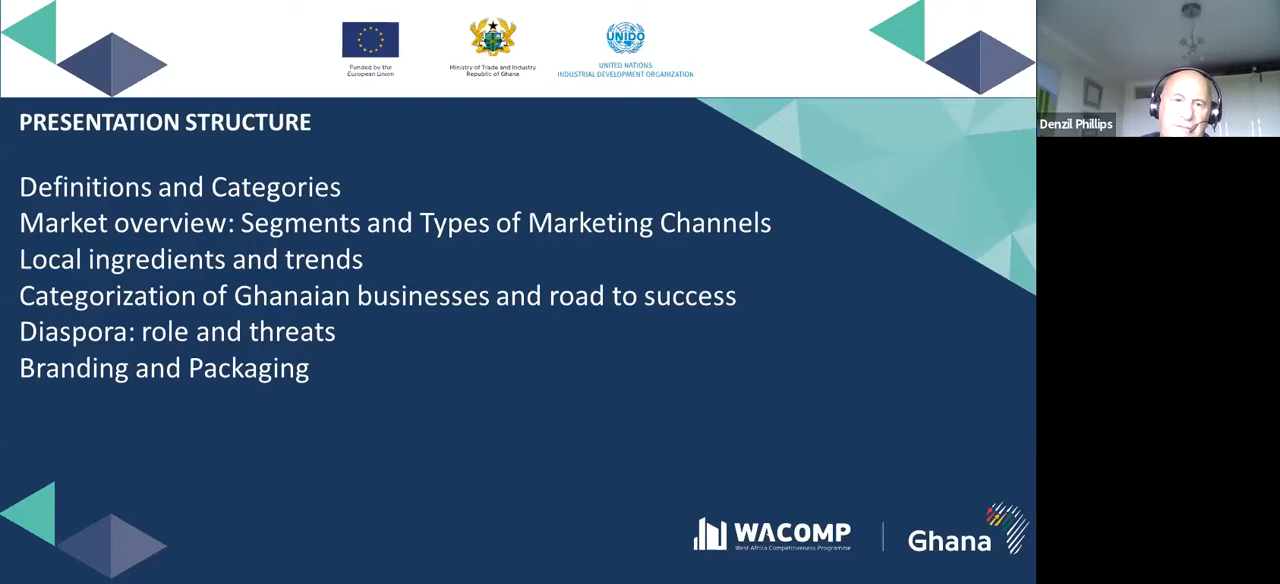 Funded by the
European Union
Ministry of Trade and Industry
Republic of Ghana
UNIDO
UNITED NATIONS
INDUSTRIAL DEVELOPMENT ORGANIZATION
Denzil Phillips
PRESENTATION STRUCTURE
Definitions and Categories
Market overview: Segments and Types of Marketing Channels
Local ingredients and trends
Categorization of Ghanaian businesses and road to success
Diaspora: role and threats
Branding and Packaging
WACOMP
West Africa Competitiveness Programme
Ghana